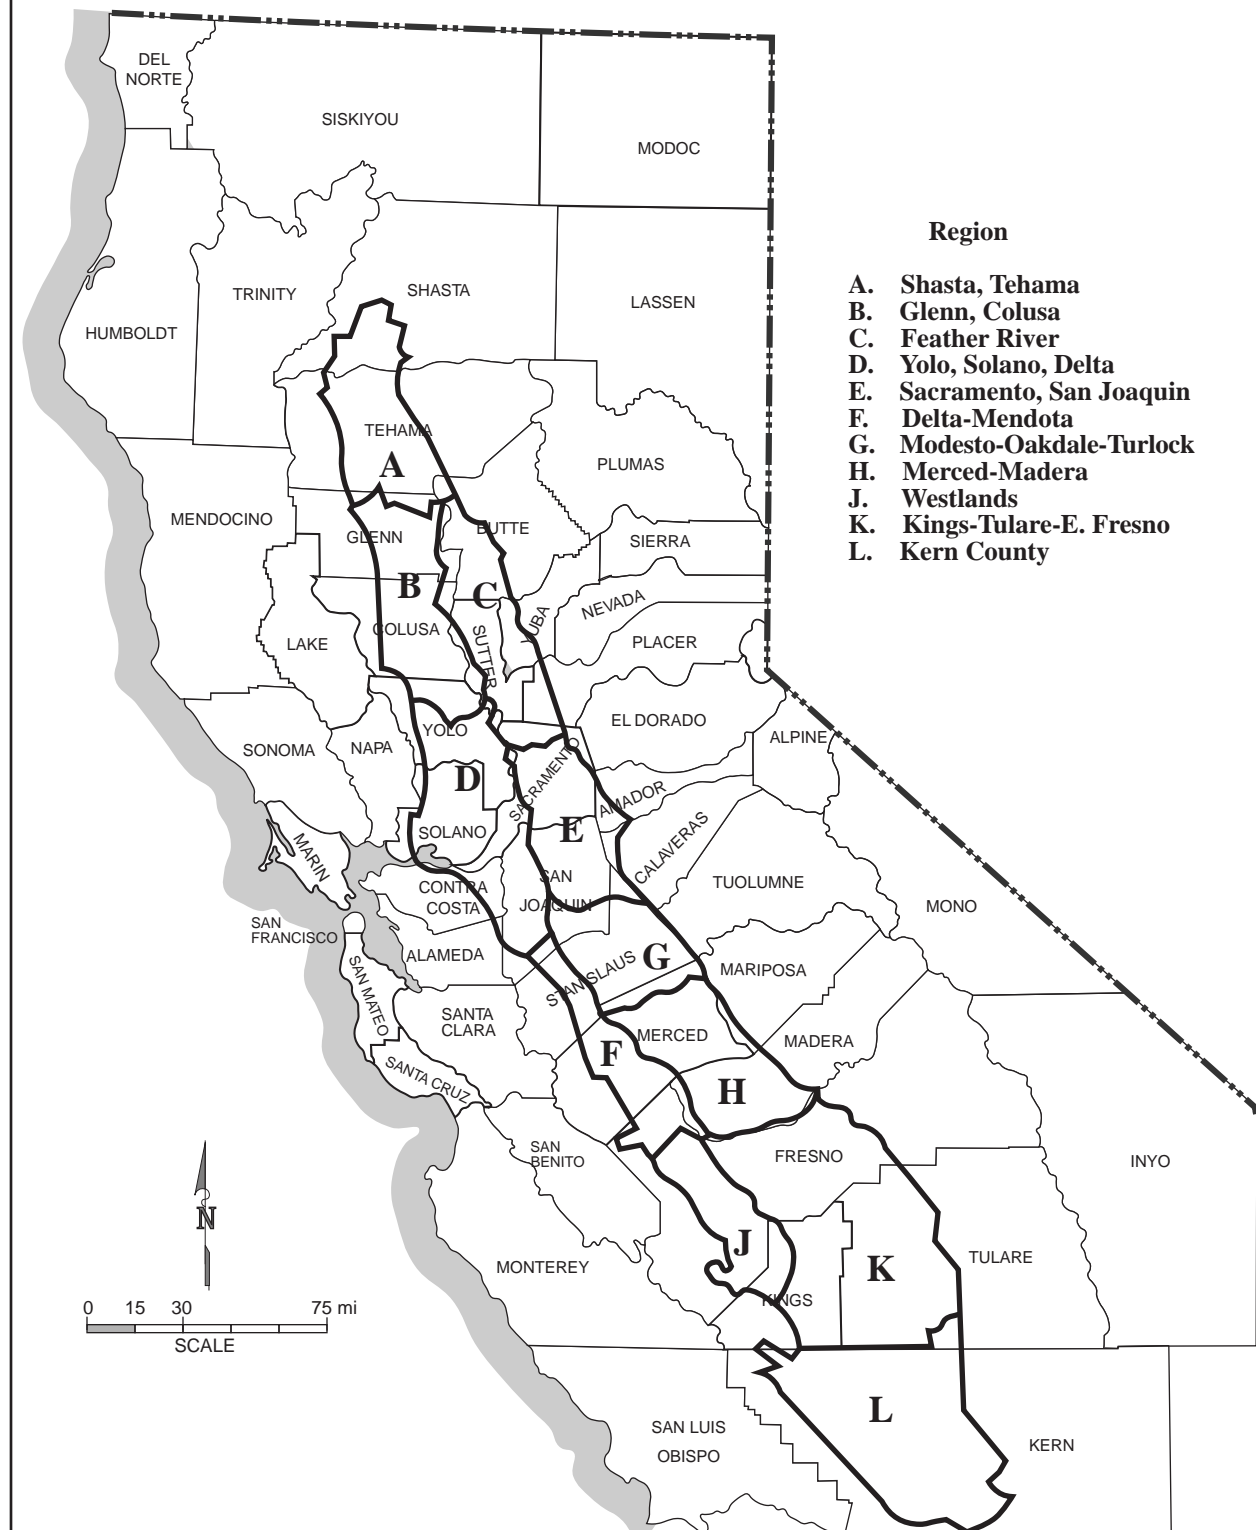 DEL
NORTE
SISKIYOU
MODOC
HUMBOLDT
TRINITY
SHASTA
LASSEN
Region
A. Shasta, Tehama
B. Glenn, Colusa
C. Feather River
D. Yolo, Solano, Delta
E. Sacramento, San Joaquin
F. Delta-Mendota
G. Modesto-Oakdale-Turlock
H. Merced-Madera
J. Westlands
K. Kings-Tulare-E. Fresno
L. Kern County
TEHAMA
A
PLUMAS
MENDOCINO
GLENN
BUTTE
SIERRA
B
C
NEVADA
LAKE
COLUSA
SUTTER
YUBA
PLACER
SONOMA
NAPA
YOLO
EL DORADO
ALPINE
D
SACRAMENTO
AMADOR
SOLANO
E
MARIN
CALAVERAS
CONTRA
COSTA
SAN
JOAQUIN
TUOLUMNE
MONO
SAN
FRANCISCO
ALAMEDA
STANISLAUS
G
MARIPOSA
SAN MATEO
SANTA
CLARA
MERCED
MADERA
F
SANTA CRUZ
H
SAN
BENITO
FRESNO
INYO
N
MONTEREY
J
K
TULARE
KINGS
0 15 30 75 mi
SCALE
L
SAN LUIS
OBISPO
KERN